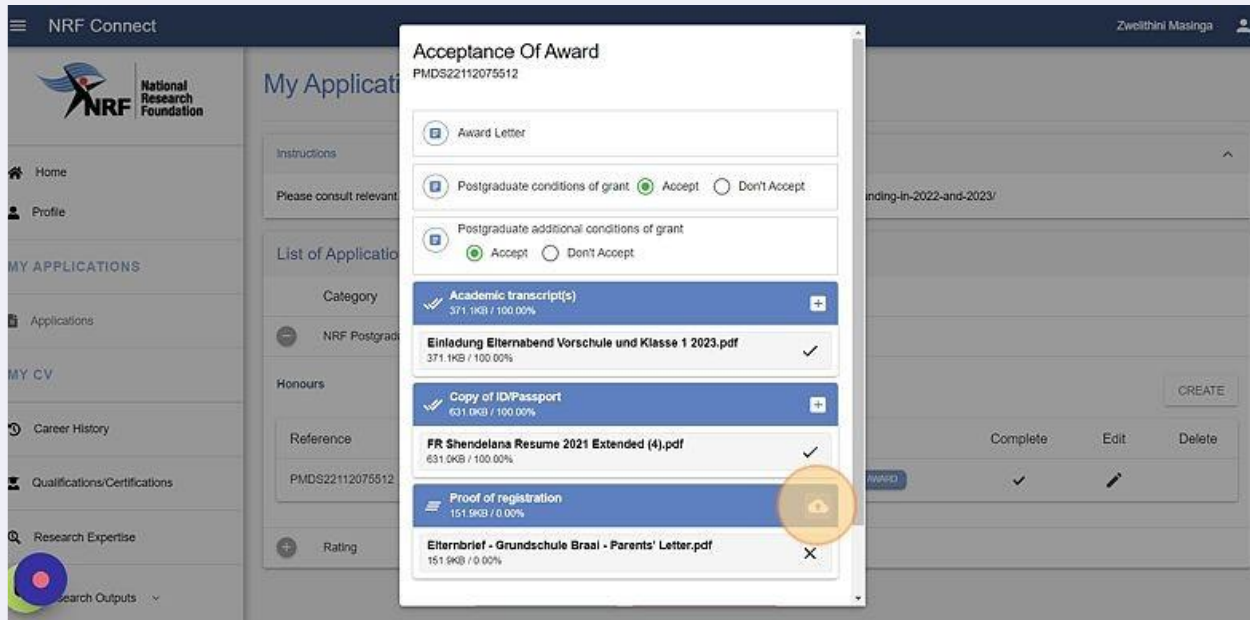 NRF Connect
Zwelithini Masinga
NRF
National
Research
Foundation
Home
Profile
MY APPLICATIONS
Applications
MY CV
Career History
Qualifications/Certifications
Research Expertise
earch Outputs
My Applicati
Instructions
Please consult relevant
nding-in-2022-and-2023/
List of Applicatio
Category
NRF Postgrad
Honours
CREATE
Reference
Complete
Edit
Delete
PMDS22112075512
AWARD
Rating
Acceptance Of Award
PMDS22112075512
Award Letter
Postgraduate conditions of grant Accept Don't Accept
Postgraduate additional conditions of grant
Accept Don't Accept
Academic transcript(s)
371.1KB / 100.00%
Einladung Elternabend Vorschule und Klasse 1 2023.pdf
371.1KB / 100.00%
Copy of ID/Passport
631.0KB / 100.00%
FR Shendelana Resume 2021 Extended (4).pdf
631.0KB / 100.00%
Proof of registration
151.9KB / 0.00%
Elternbrief - Grundschule Braai - Parents' Letter.pdf
151.9KB / 0.00%